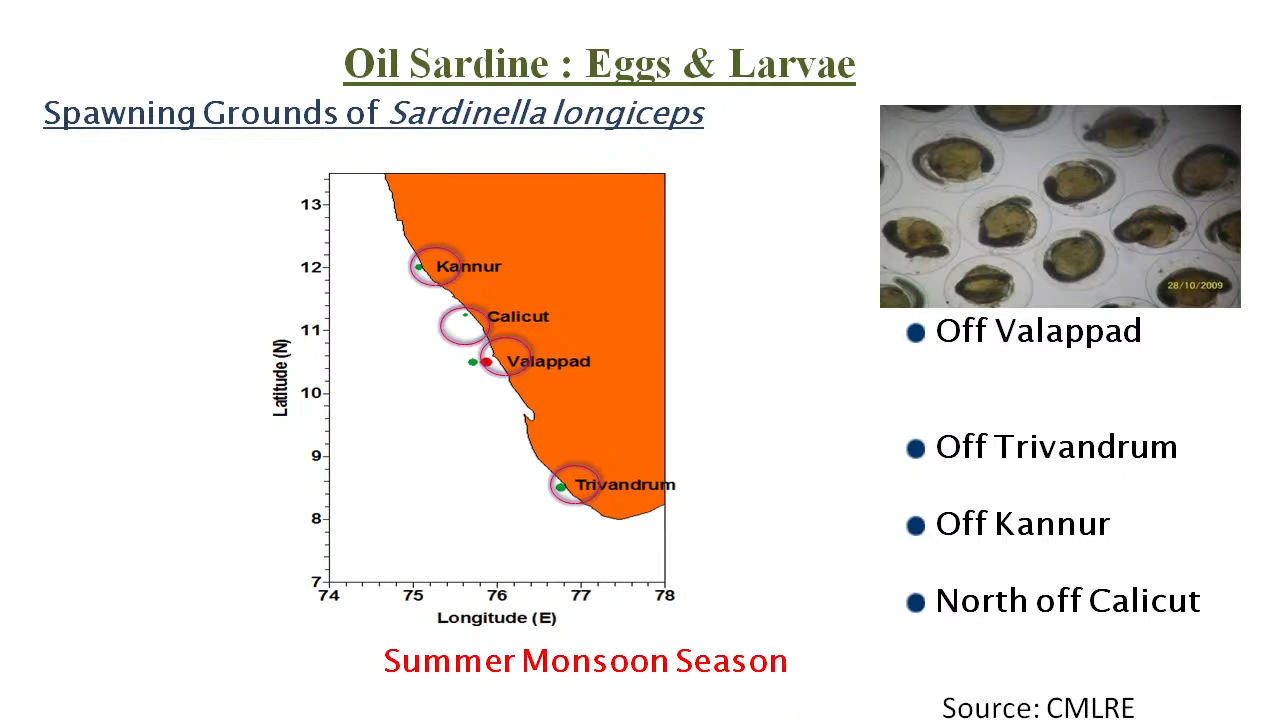 Oil Sardine : Eggs & Larvae
Spawning Grounds of Sardinella longiceps
13
12
11
10
9
8
7
74 75 76 77 78
Latitude (N)
Longitude (E)
Kannur
Calicut
Valappad
Trivandrum
Summer Monsoon Season
28/10/2009
Off Valappad
Off Trivandrum
Off Kannur
North off Calicut
Source: CMLRE